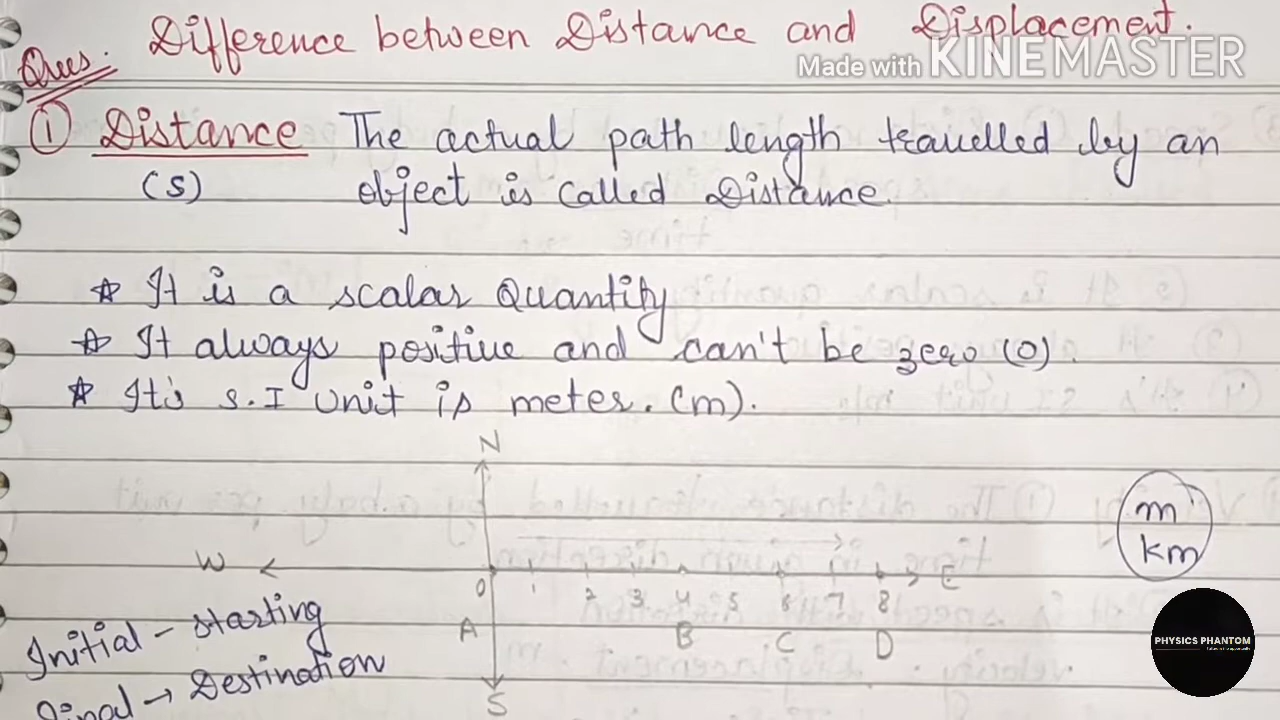 Difference between Distance and Displacement.
Ques.
Made with KINEMASTER
① Distance The actual path length travelled by an
(s) object is called Distance.
☆ It is a scalar Quantity
☆ It always positive and can't be zero (0).
☆ It's S.I Unit is meter. (m).
N
m
km
W E
0 1 2 3 4 5 6 7 8
A B C D
Initial - starting
Final → Destination
S
PHYSICS PHANTOM